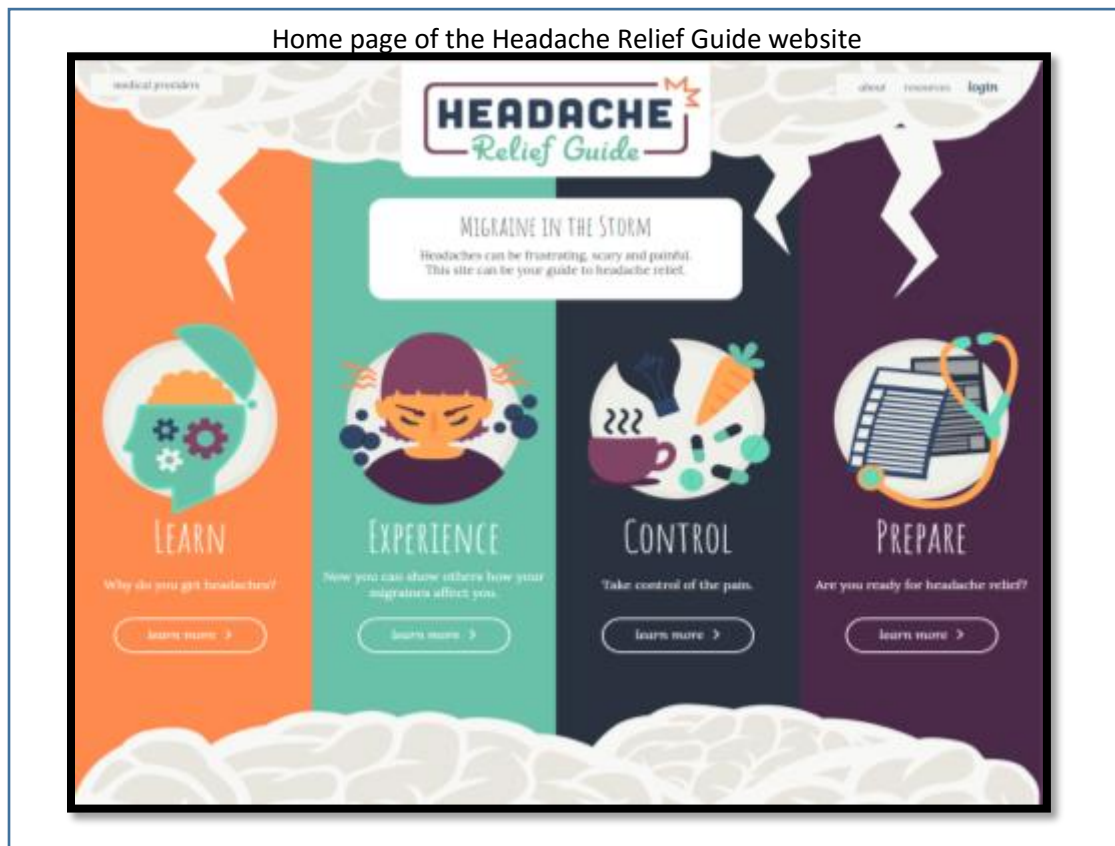 Home page of the Headache Relief Guide website
medical providers
about resources login
HEADACHE
Relief Guide
MIGRAINE IN THE STORM
Headaches can be frustrating, scary and painful.
This site can be your guide to headache relief.
LEARN
Why do you get headaches?
learn more >
EXPERIENCE
Now you can show others how your
migraines affect you.
learn more >
CONTROL
Take control of the pain.
learn more >
PREPARE
Are you ready for headache relief?
learn more >